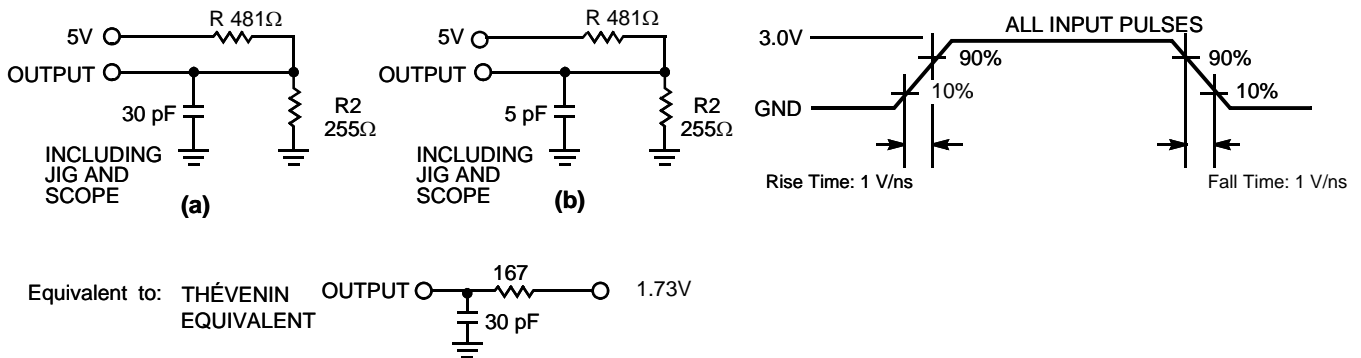 R 481Ω
5V
OUTPUT
30 pF
R2
255Ω
INCLUDING
JIG AND
SCOPE
(a)
R 481Ω
5V
OUTPUT
5 pF
R2
255Ω
INCLUDING
JIG AND
SCOPE
(b)
ALL INPUT PULSES
3.0V
90%
90%
10%
10%
GND
Rise Time: 1 V/ns
Fall Time: 1 V/ns
Equivalent to: THÉVENIN
EQUIVALENT
OUTPUT
167
1.73V
30 pF